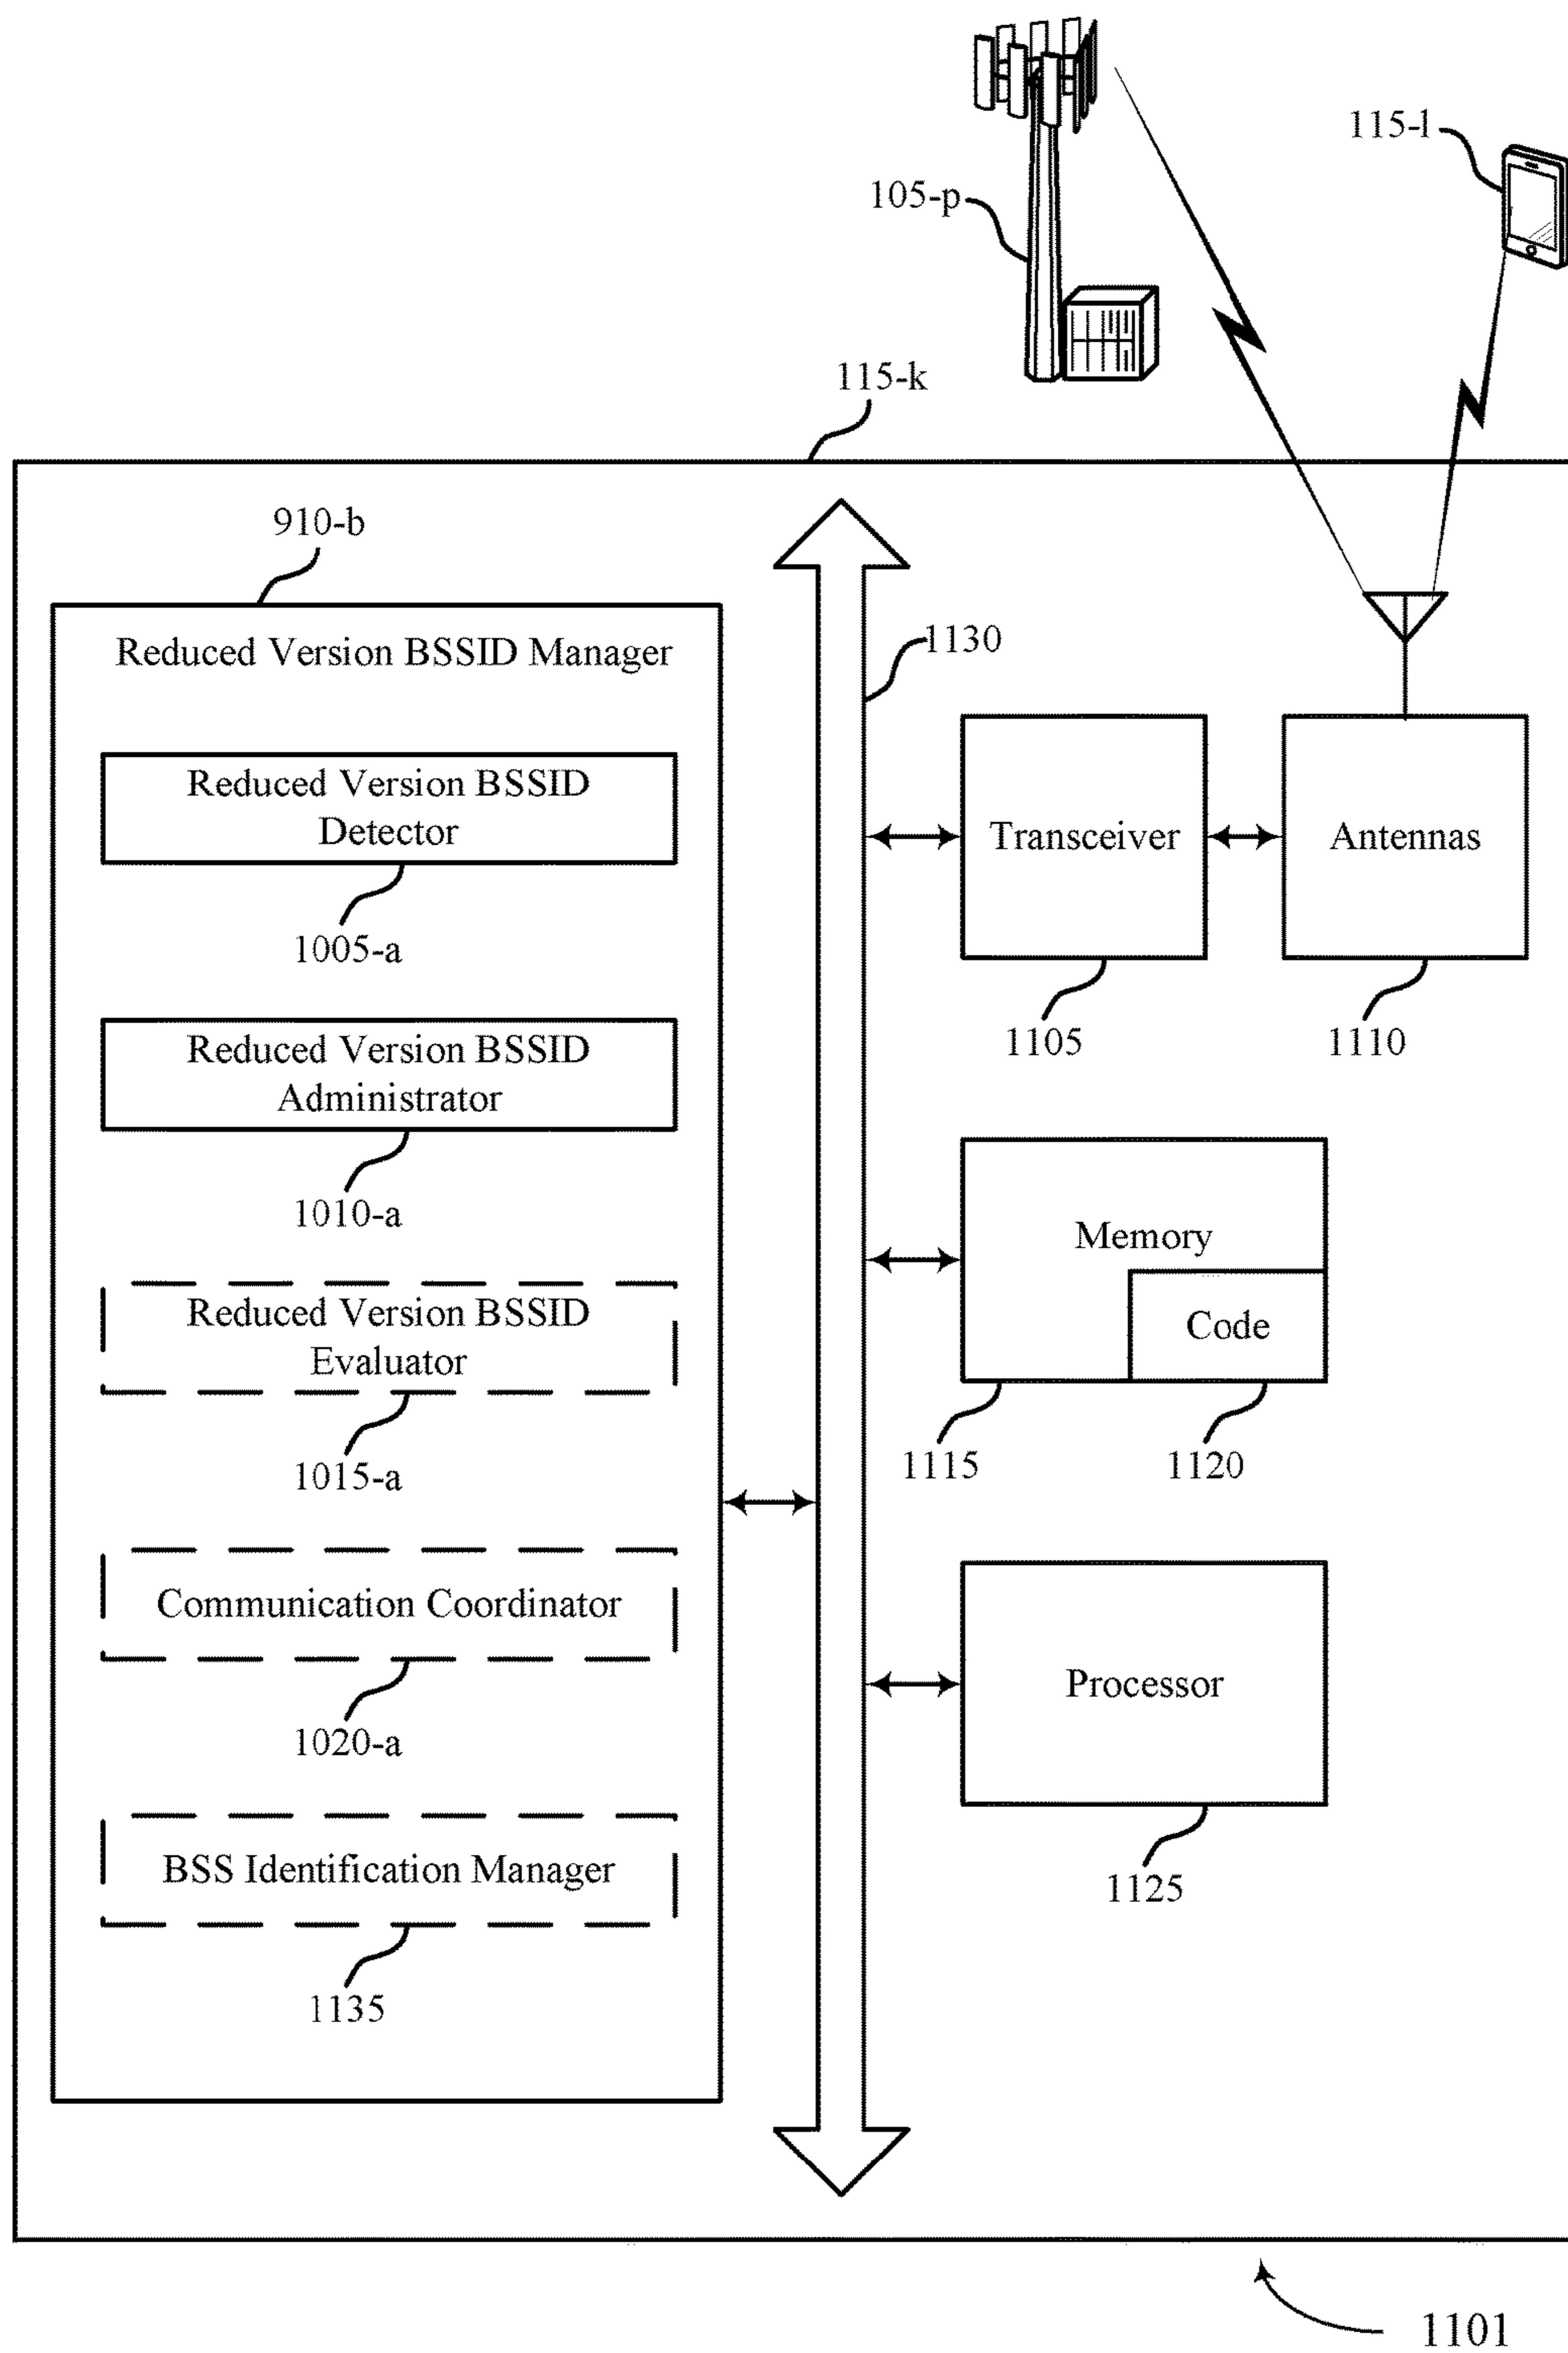 115-l
105-p
115-k
910-b
Reduced Version BSSID Manager
1130
Reduced Version BSSID
Detector
Transceiver
Antennas
1005-a
1105
1110
Reduced Version BSSID
Administrator
1010-a
Memory
Reduced Version BSSID
Evaluator
Code
1015-a
1115
1120
Communication Coordinator
Processor
1020-a
BSS Identification Manager
1125
1135
1101